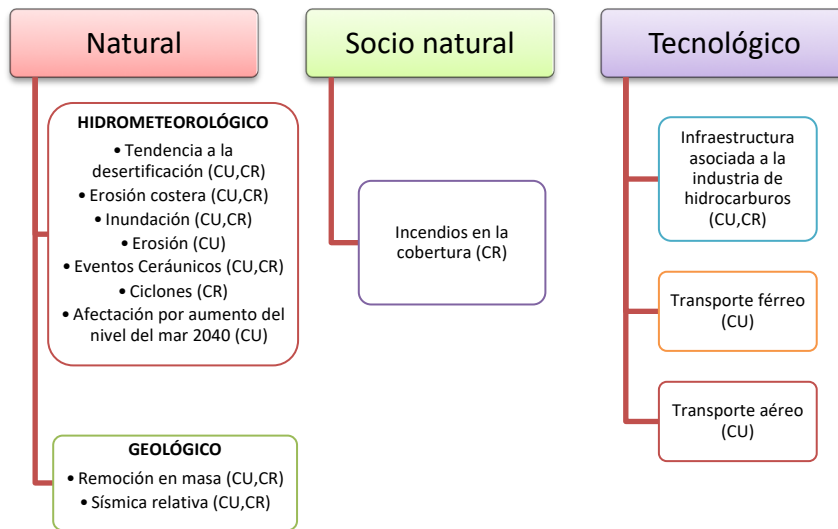 Natural
HIDROMETEOROLÓGICO
• Tendencia a la
desertificación (CU,CR)
• Erosión costera (CU,CR)
• Inundación (CU,CR)
• Erosión (CU)
• Eventos Ceráunicos (CU,CR)
• Ciclones (CR)
• Afectación por aumento del
nivel del mar 2040 (CU)
GEOLÓGICO
• Remoción en masa (CU,CR)
• Sísmica relativa (CU,CR)
Socio natural
Incendios en la
cobertura (CR)
Tecnológico
Infraestructura
asociada a la
industria de
hidrocarburos
(CU,CR)
Transporte férreo
(CU)
Transporte aéreo
(CU)